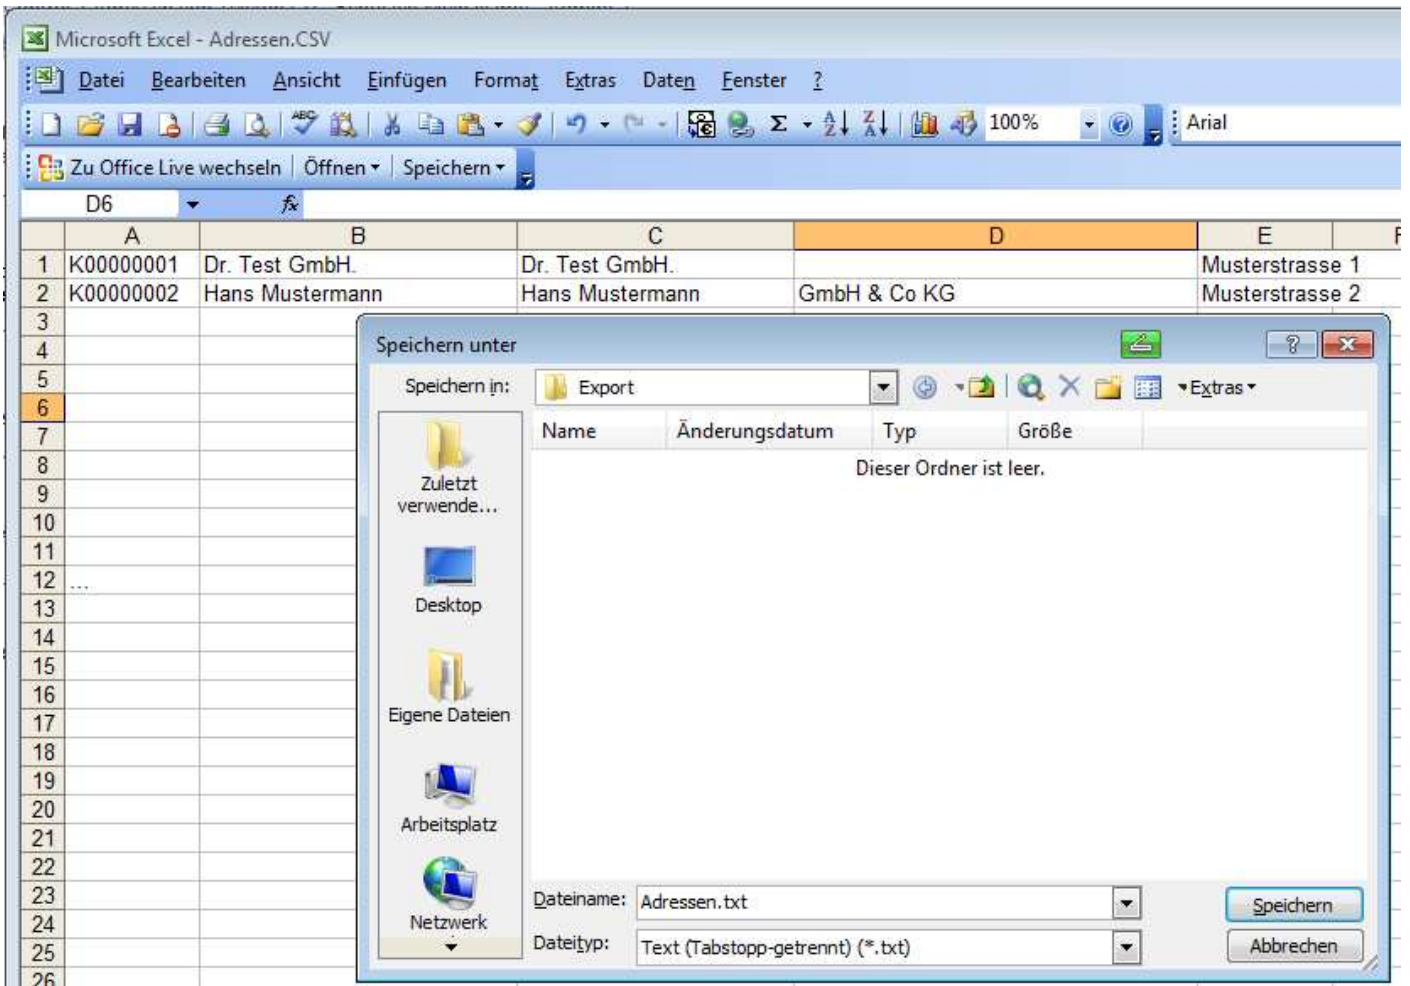 Microsoft Excel - Adressen.CSV
Datei Bearbeiten Ansicht Einfügen Format Extras Daten Fenster ?
100% Arial
Zu Office Live wechseln Öffnen Speichern
D6 fx
A B C D E F
1 K00000001 Dr. Test GmbH. Dr. Test GmbH. Musterstrasse 1
2 K00000002 Hans Mustermann Hans Mustermann GmbH & Co KG Musterstrasse 2
3
4
5
6
7
8
9
10
11
12 ...
13
14
15
16
17
18
19
20
21
22
23
24
25
26
Speichern unter
Speichern in: Export Extras
Name Änderungsdatum Typ Größe
Dieser Ordner ist leer.
Zuletzt
verwende...
Desktop
Eigene Dateien
Arbeitsplatz
Netzwerk
Dateiname: Adressen.txt Speichern
Dateityp: Text (Tabstopp-getrennt) (*.txt) Abbrechen